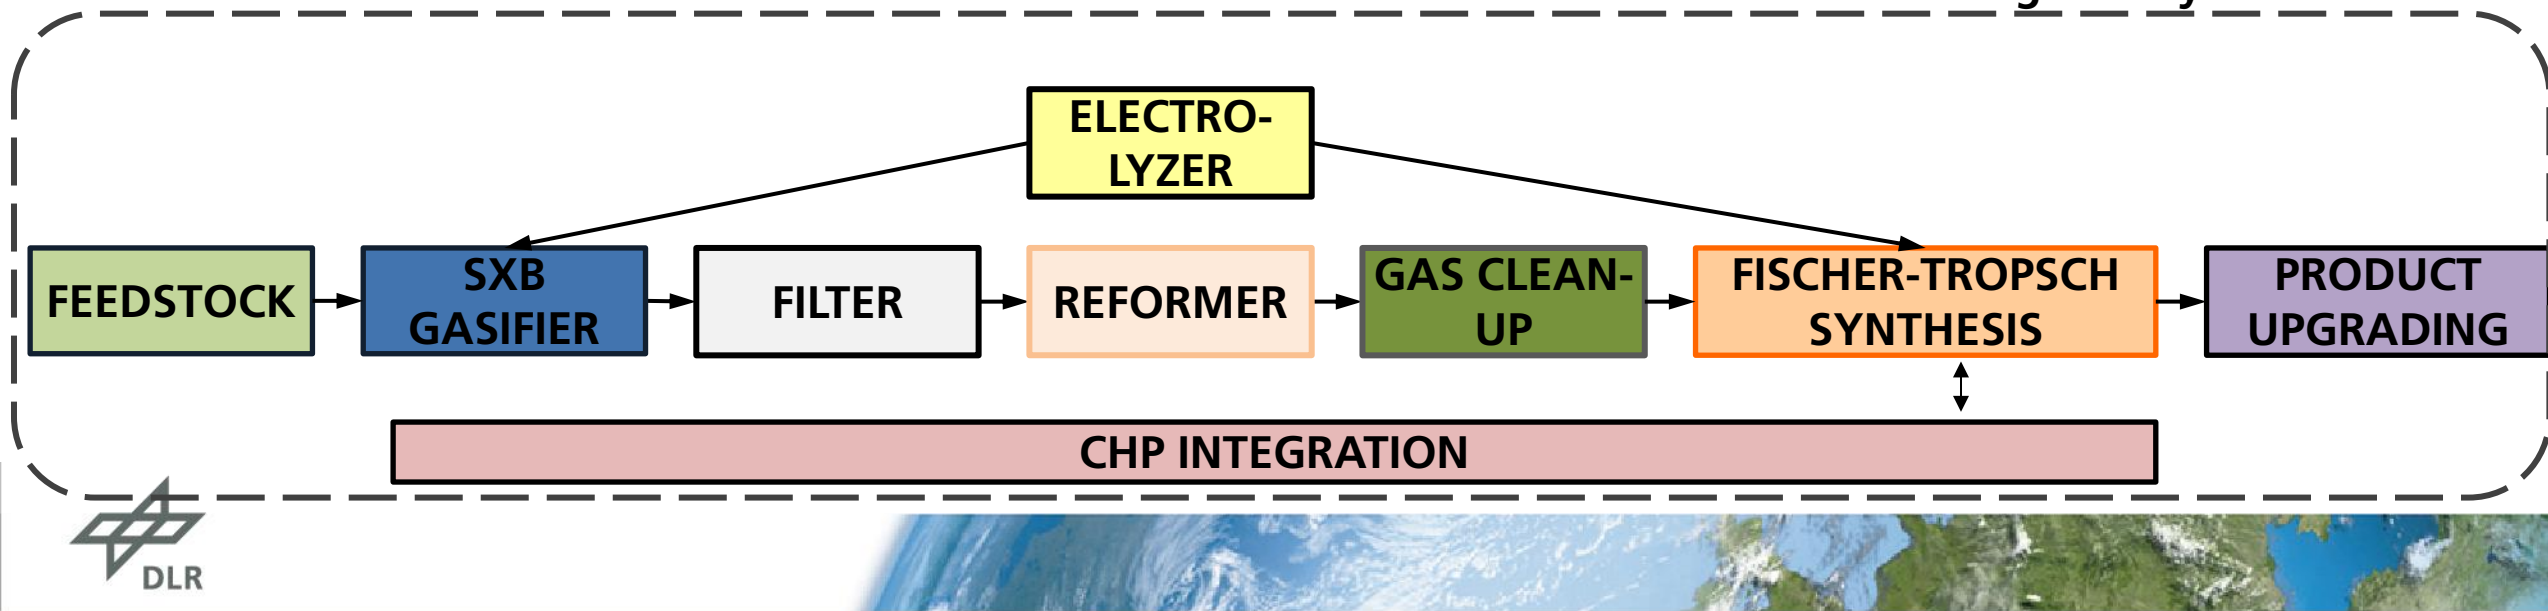 ELECTRO-
LYZER
FEEDSTOCK
SXB
GASIFIER
FILTER
REFORMER
GAS CLEAN-
UP
FISCHER-TROPSCH
SYNTHESIS
PRODUCT
UPGRADING
CHP INTEGRATION
DLR